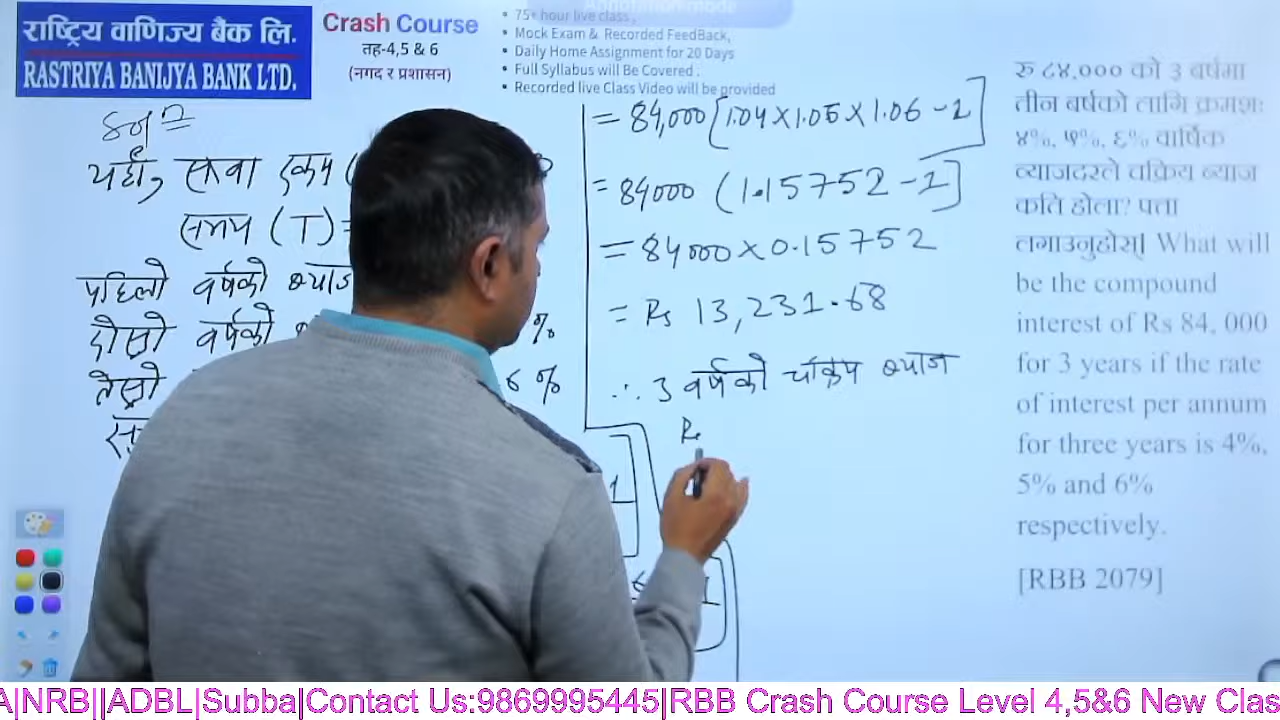 Annotation mode
राष्ट्रिय वाणिज्य बैंक लि.
RASTRIYA BANIJYA BANK LTD.
Crash Course
तह-4,5 & 6
(नगद र प्रशासन)
• 75+ hour live class ,
• Mock Exam & Recorded FeedBack,
• Daily Home Assignment for 20 Days
• Full Syllabus will Be Covered .
• Recorded live Class Video will be provided
यहाँ,
समय (T)=
पहिलो वर्षको ब्याज
दोस्रो वर्षको %
तेस्रो 6 %
= 84,000[1.04×1.05×1.06 -1]
= 84000 (1.15752 -1]
= 84000×0.15752
= Rs 13,231.68
∴ 3 वर्षको चक्रिय ब्याज
Rs
रु ८४,००० को ३ वर्षमा
तीन बर्षको लागि क्रमशः
४%, ५%, ६% वार्षिक
ब्याजदरले चक्रिय ब्याज
कति होला? पत्ता
लगाउनुहोस्| What will
be the compound
interest of Rs 84, 000
for 3 years if the rate
of interest per annum
for three years is 4%,
5% and 6%
respectively.
[RBB 2079]
A|NRB||ADBL|Subba|Contact Us:9869995445|RBB Crash Course Level 4,5&6 New Clas